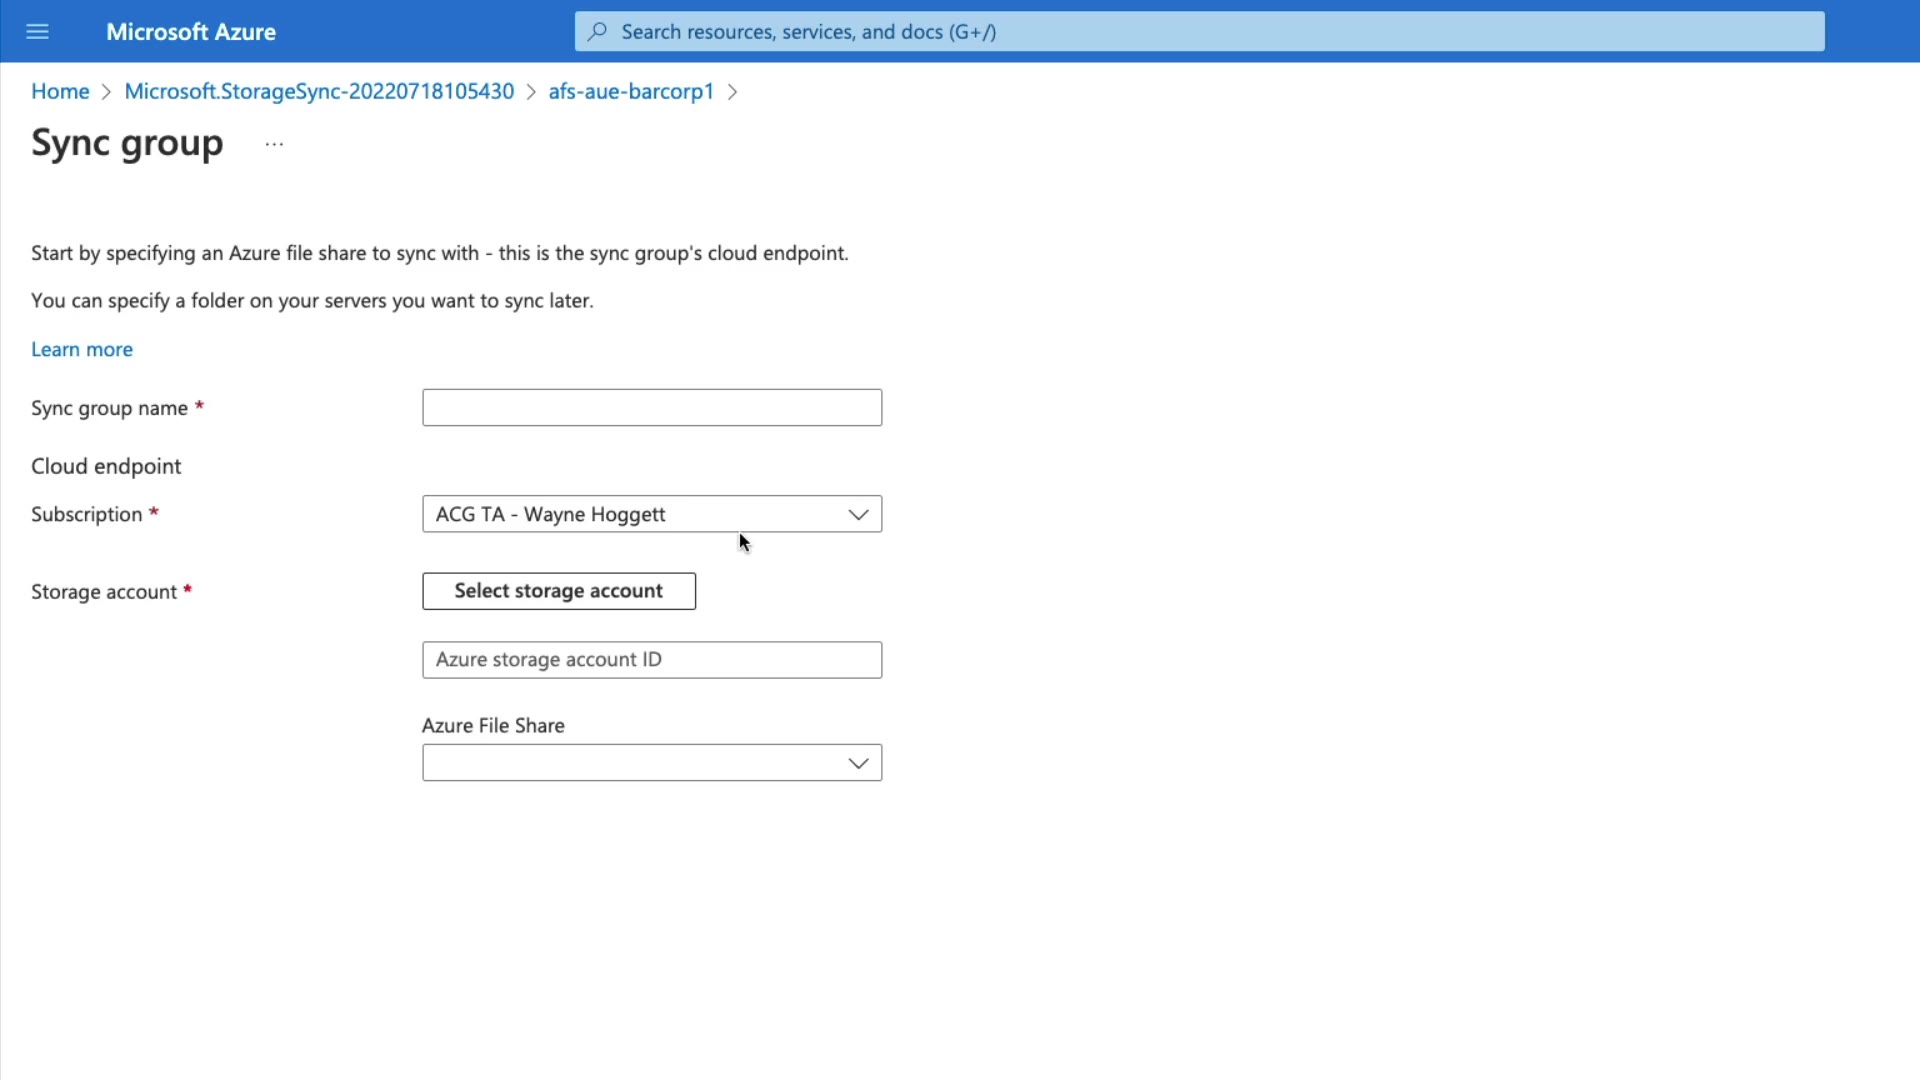 Microsoft Azure
Search resources, services, and docs (G+/)
Home > Microsoft.StorageSync-20220718105430 > afs-aue-barcorp1 >
Sync group ...
Start by specifying an Azure file share to sync with - this is the sync group's cloud endpoint.
You can specify a folder on your servers you want to sync later.
Learn more
Sync group name *
Cloud endpoint
Subscription * ACG TA - Wayne Hoggett
Storage account * Select storage account
Azure storage account ID
Azure File Share